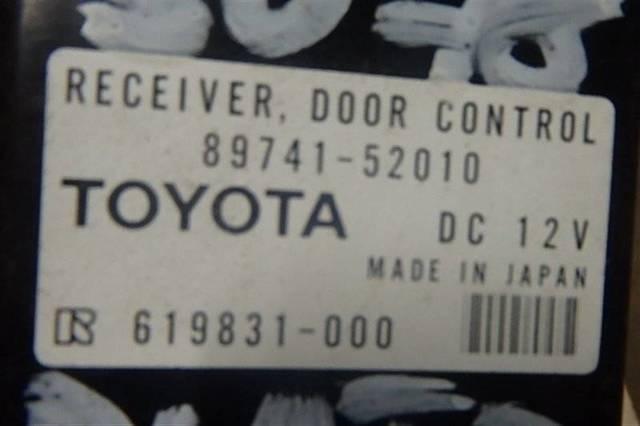 RECEIVER, DOOR CONTROL
89741-52010
TOYOTA DC 12V
MADE IN JAPAN
619831-000